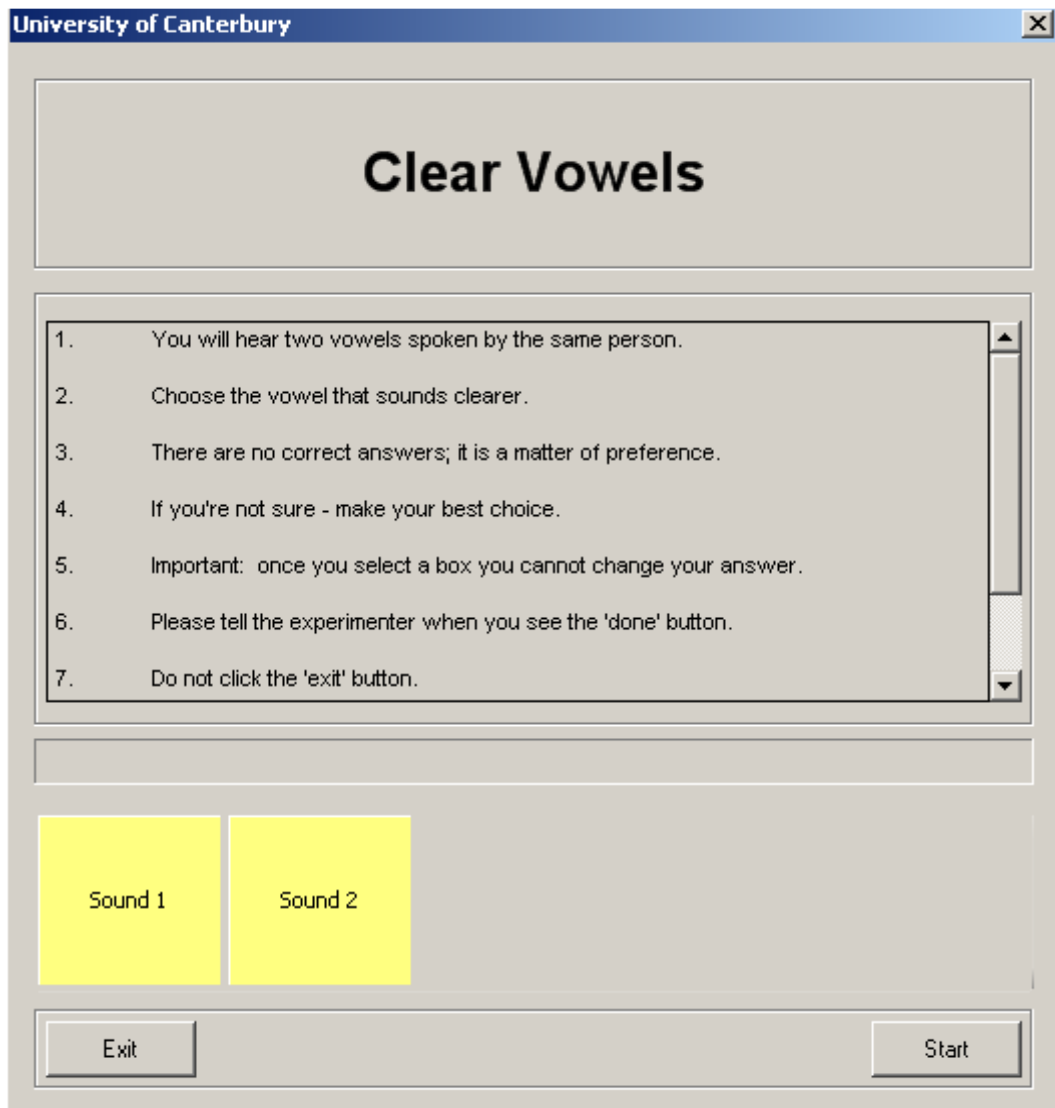 University of Canterbury
Clear Vowels
1. You will hear two vowels spoken by the same person.
2. Choose the vowel that sounds clearer.
3. There are no correct answers; it is a matter of preference.
4. If you're not sure - make your best choice.
5. Important:  once you select a box you cannot change your answer.
6. Please tell the experimenter when you see the 'done' button.
7. Do not click the 'exit' button.
Sound 1 Sound 2
Exit Start